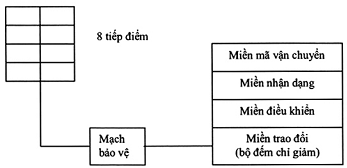 8 tiếp điểm
Miền mã vận chuyển
Miền nhận dạng
Miền điều khiển
Miền trao đổi
(bộ đếm chỉ giảm)
Mạch
bảo vệ